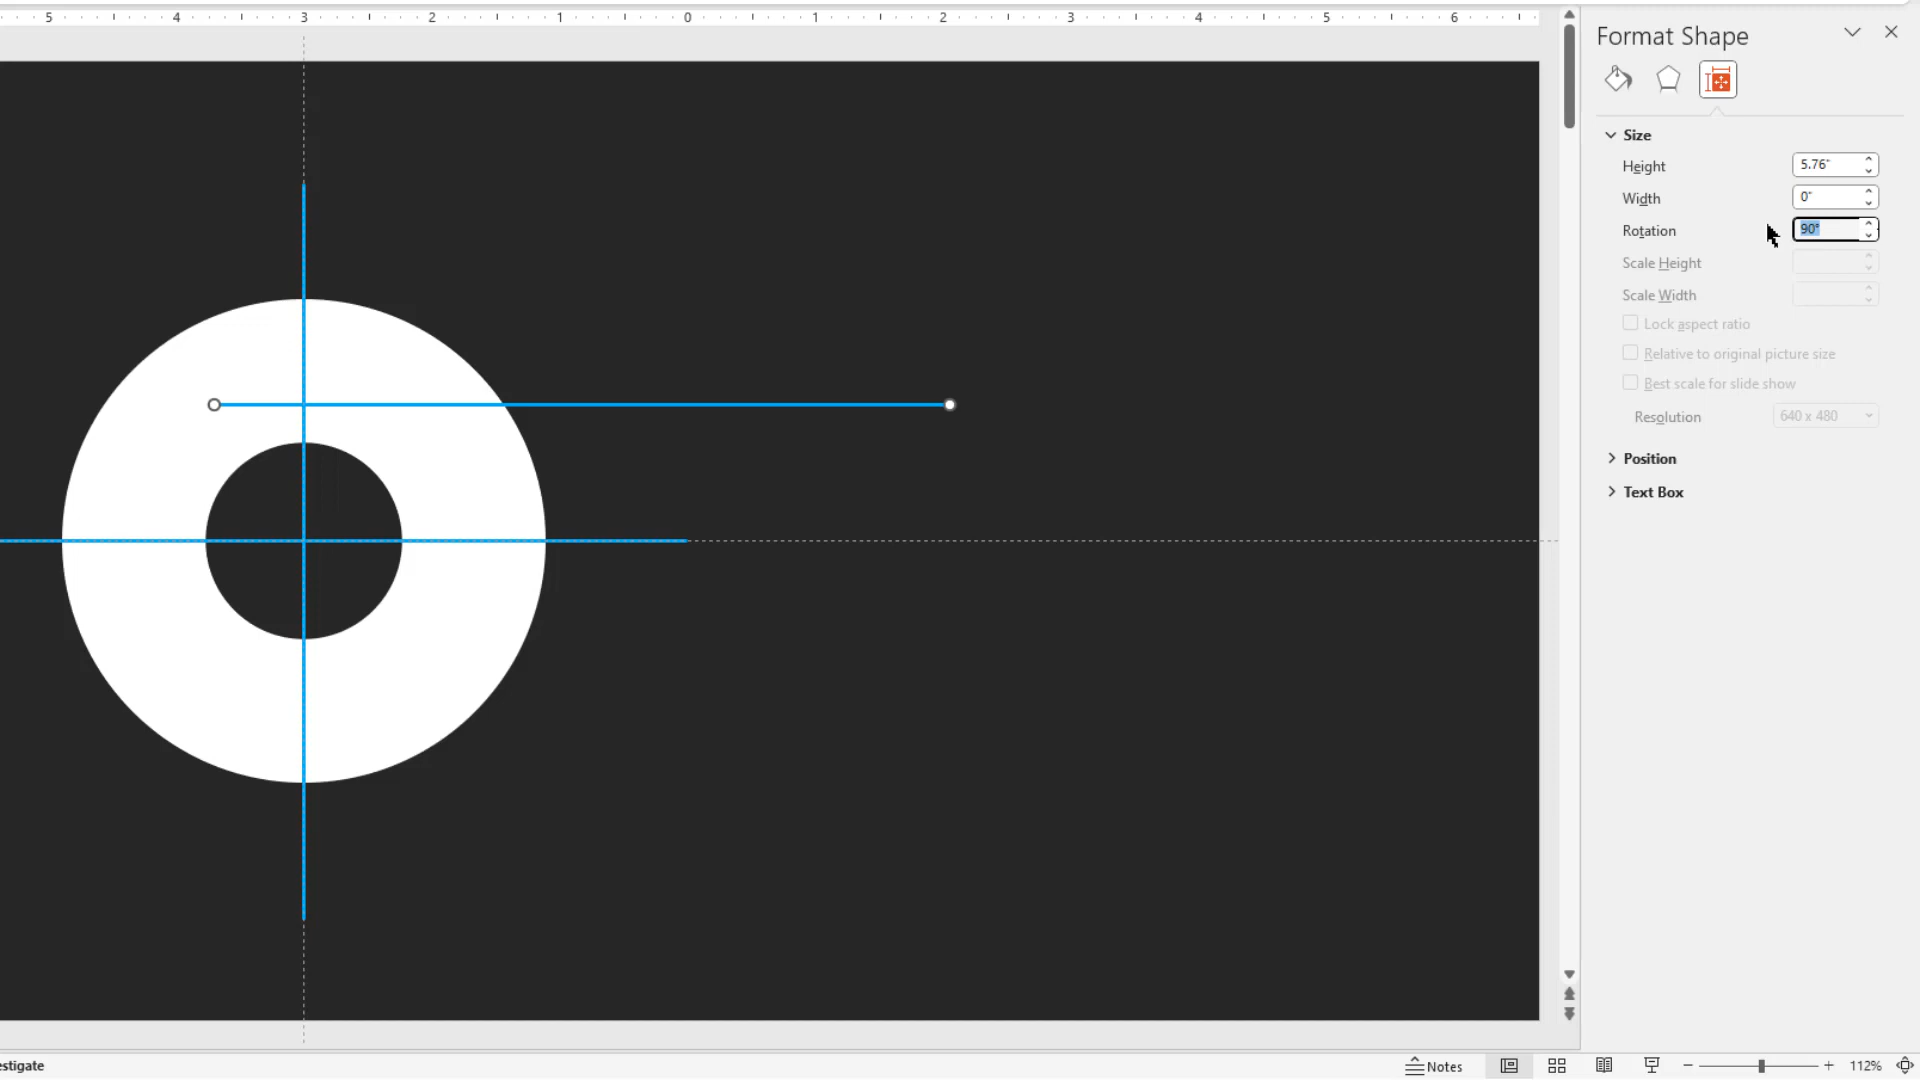 5 4 3 2 1 0 1 2 3 4 5 6
Format Shape
Size
Height 5.76"
Width 0"
Rotation 90°
Scale Height
Scale Width
Lock aspect ratio
Relative to original picture size
Best scale for slide show
Resolution 640 x 480
Position
Text Box
estigate Notes 112%